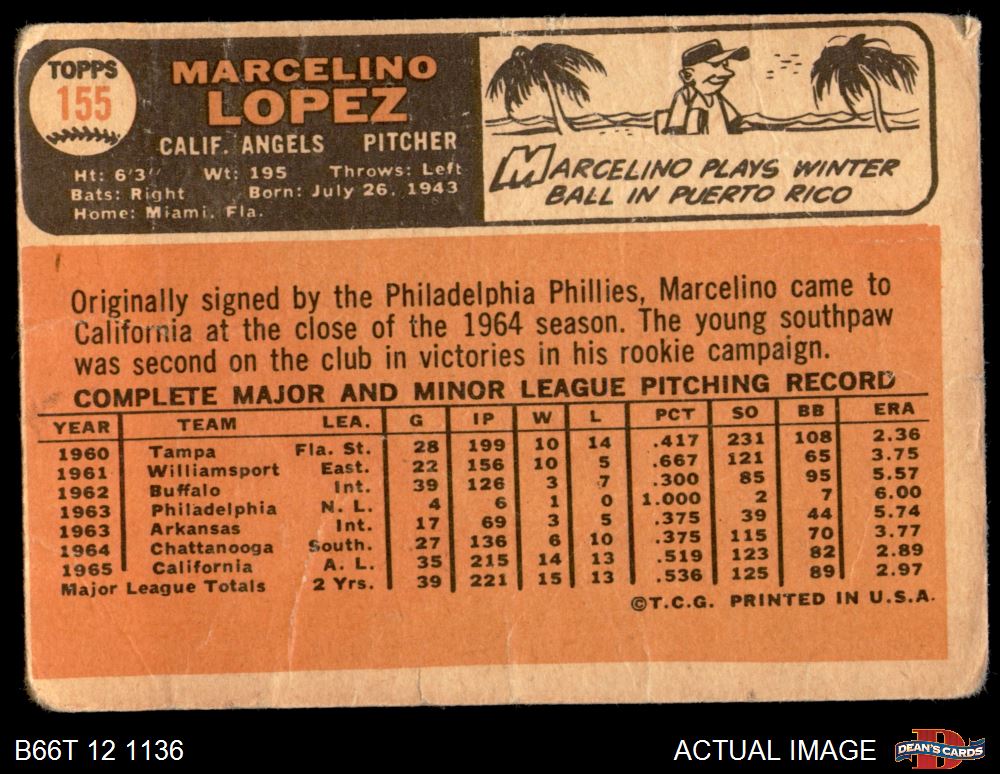 TOPPS
155
MARCELINO
LOPEZ
CALIF. ANGELS PITCHER
Ht: 6'3" Wt: 195 Throws: Left
Bats: Right Born: July 26, 1943
Home: Miami, Fla.
MARCELINO PLAYS WINTER
BALL IN PUERTO RICO
Originally signed by the Philadelphia Phillies, Marcelino came to
California at the close of the 1964 season. The young southpaw
was second on the club in victories in his rookie campaign.
COMPLETE MAJOR AND MINOR LEAGUE PITCHING RECORD
YEAR TEAM LEA. G IP W L PCT SO BB ERA
1960 Tampa Fla. St. 28 199 10 14 .417 231 108 2.36
1961 Williamsport East. 22 156 10 5 .667 121 65 3.75
1962 Buffalo Int. 39 126 3 7 .300 85 95 5.57
1963 Philadelphia N. L. 4 6 1 0 1.000 2 7 6.00
1963 Arkansas Int. 17 69 3 5 .375 39 44 5.74
1964 Chattanooga South. 27 136 6 10 .375 115 70 3.77
1965 California A. L. 35 215 14 13 .519 123 82 2.89
Major League Totals 2 Yrs. 39 221 15 13 .536 125 89 2.97
©T.C.G. PRINTED IN U.S.A.
B66T 12 1136
ACTUAL IMAGE
D
DEAN'S CARDS